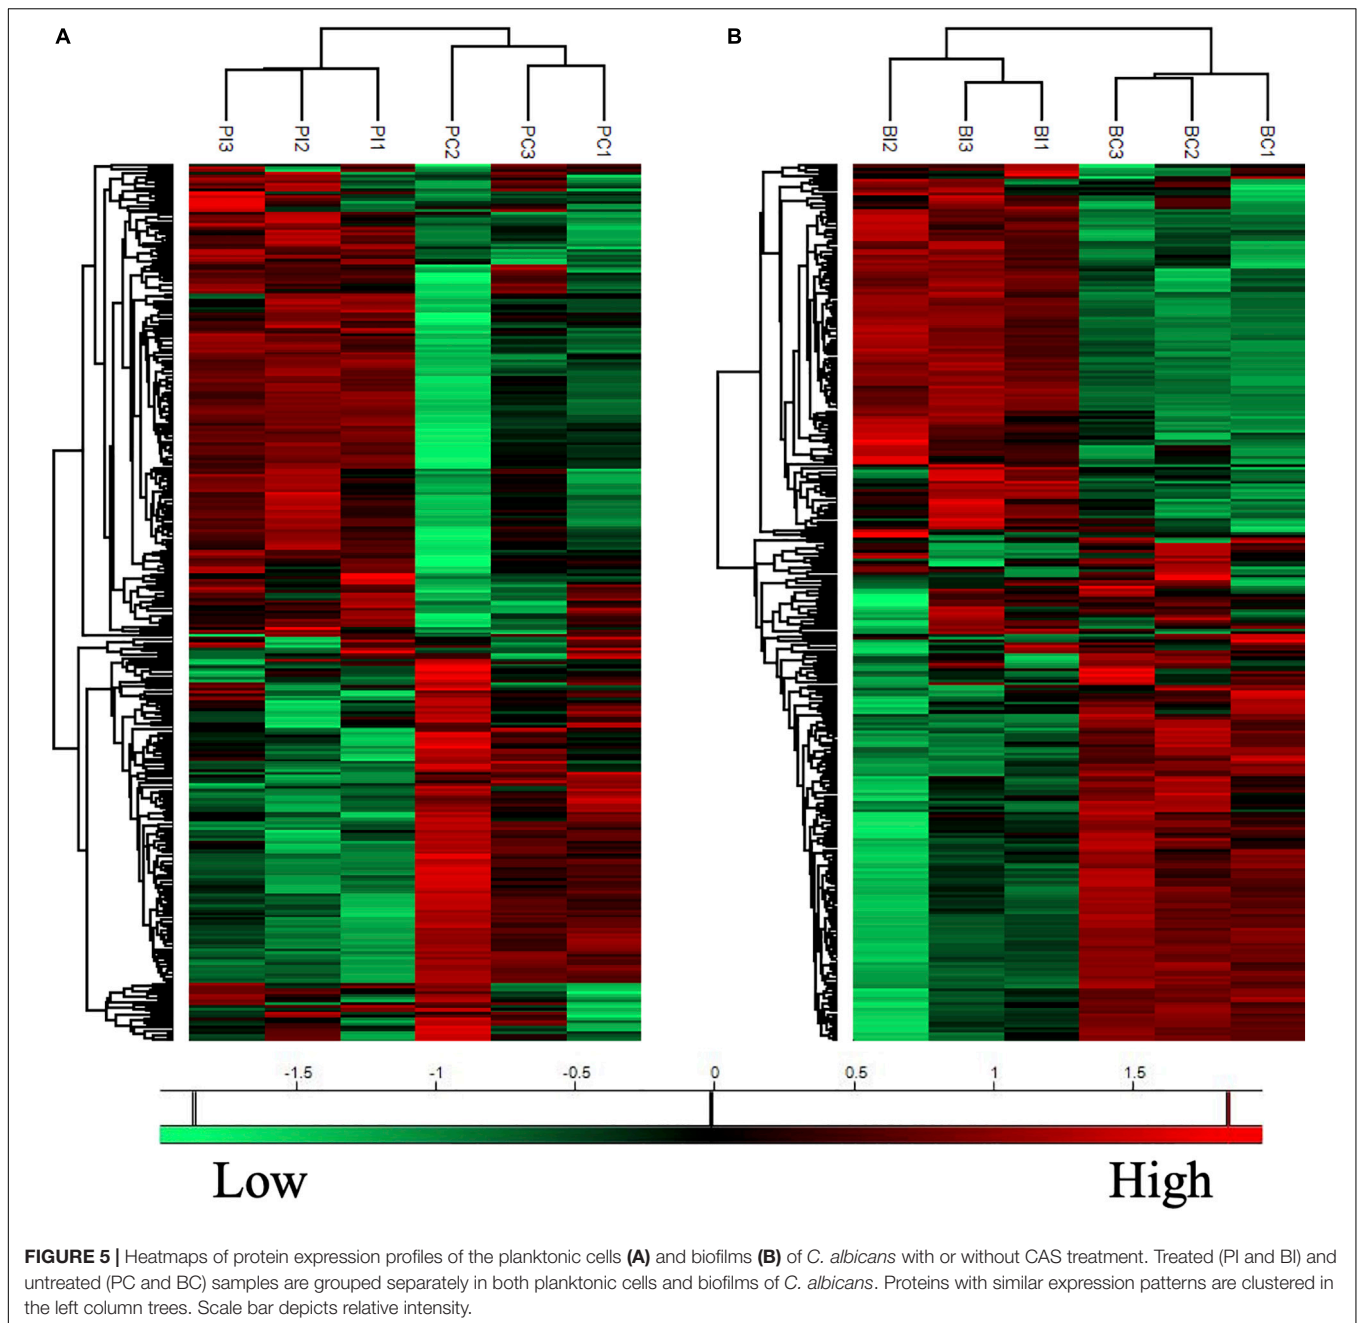 A
B
PI3 PI2 PI1 PC2 PC3 PC1
BI2 BI3 BI1 BC3 BC2 BC1
-1.5 -1 -0.5 0 0.5 1 1.5
Low High
FIGURE 5 | Heatmaps of protein expression profiles of the planktonic cells (A) and biofilms (B) of C. albicans with or without CAS treatment. Treated (PI and BI) and
untreated (PC and BC) samples are grouped separately in both planktonic cells and biofilms of C. albicans. Proteins with similar expression patterns are clustered in
the left column trees. Scale bar depicts relative intensity.